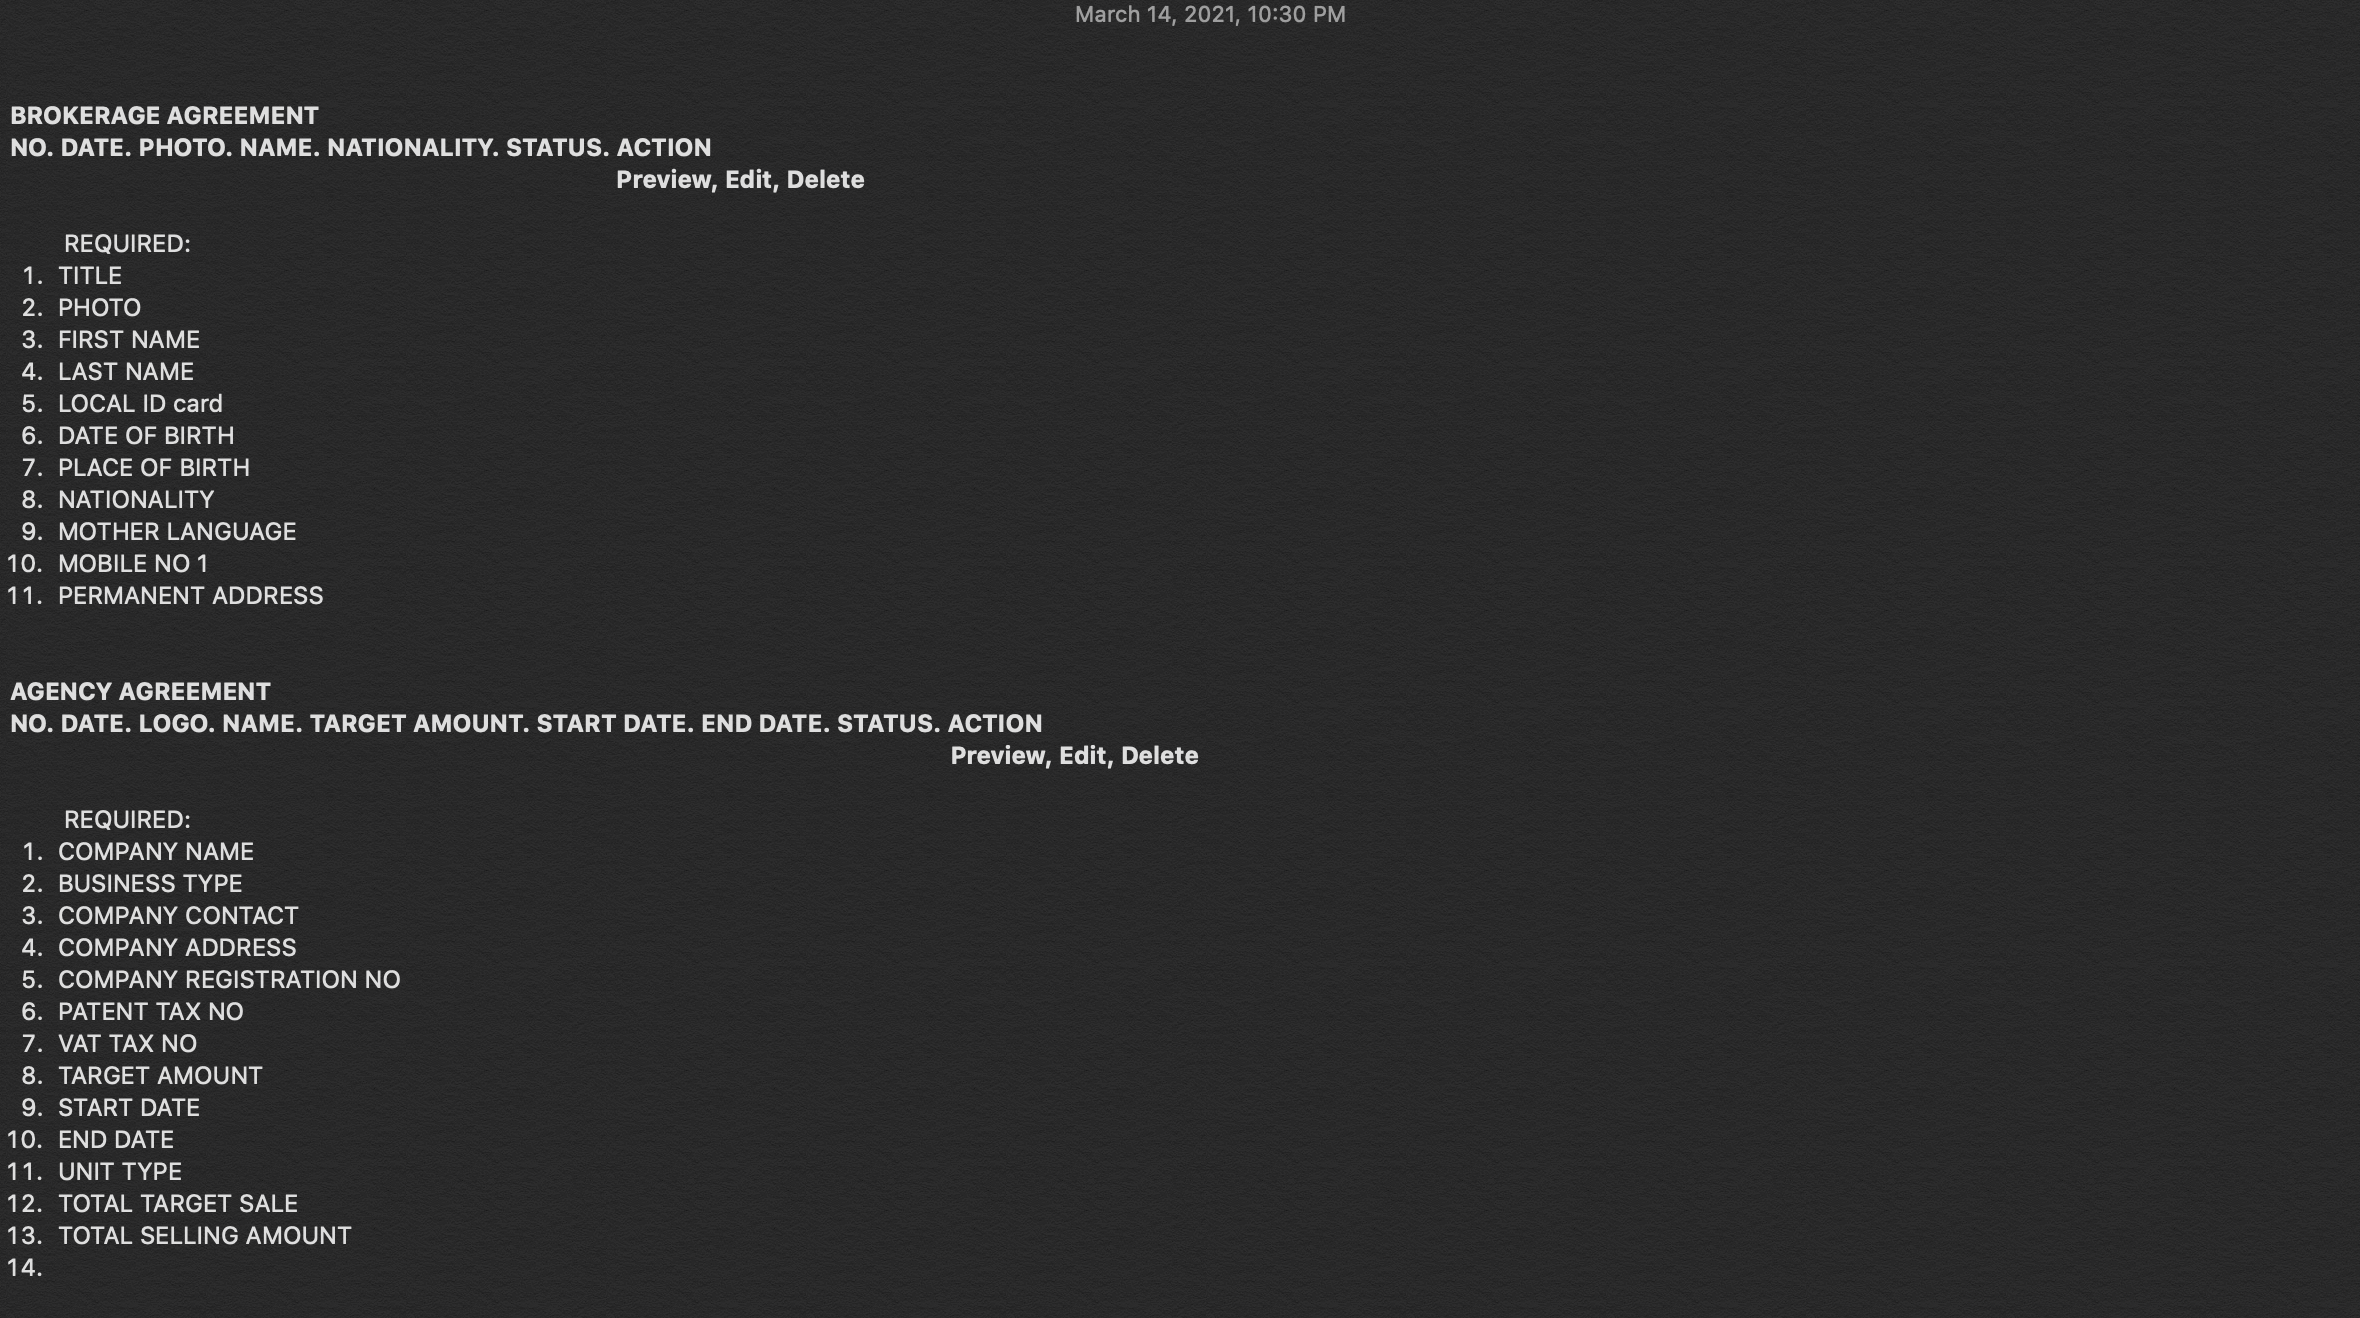 March 14, 2021, 10:30 PM
BROKERAGE AGREEMENT
NO. DATE. PHOTO. NAME. NATIONALITY. STATUS. ACTION
Preview, Edit, Delete
REQUIRED:
1. TITLE
2. PHOTO
3. FIRST NAME
4. LAST NAME
5. LOCAL ID card
6. DATE OF BIRTH
7. PLACE OF BIRTH
8. NATIONALITY
9. MOTHER LANGUAGE
10. MOBILE NO 1
11. PERMANENT ADDRESS
AGENCY AGREEMENT
NO. DATE. LOGO. NAME. TARGET AMOUNT. START DATE. END DATE. STATUS. ACTION
Preview, Edit, Delete
REQUIRED:
1. COMPANY NAME
2. BUSINESS TYPE
3. COMPANY CONTACT
4. COMPANY ADDRESS
5. COMPANY REGISTRATION NO
6. PATENT TAX NO
7. VAT TAX NO
8. TARGET AMOUNT
9. START DATE
10. END DATE
11. UNIT TYPE
12. TOTAL TARGET SALE
13. TOTAL SELLING AMOUNT
14.